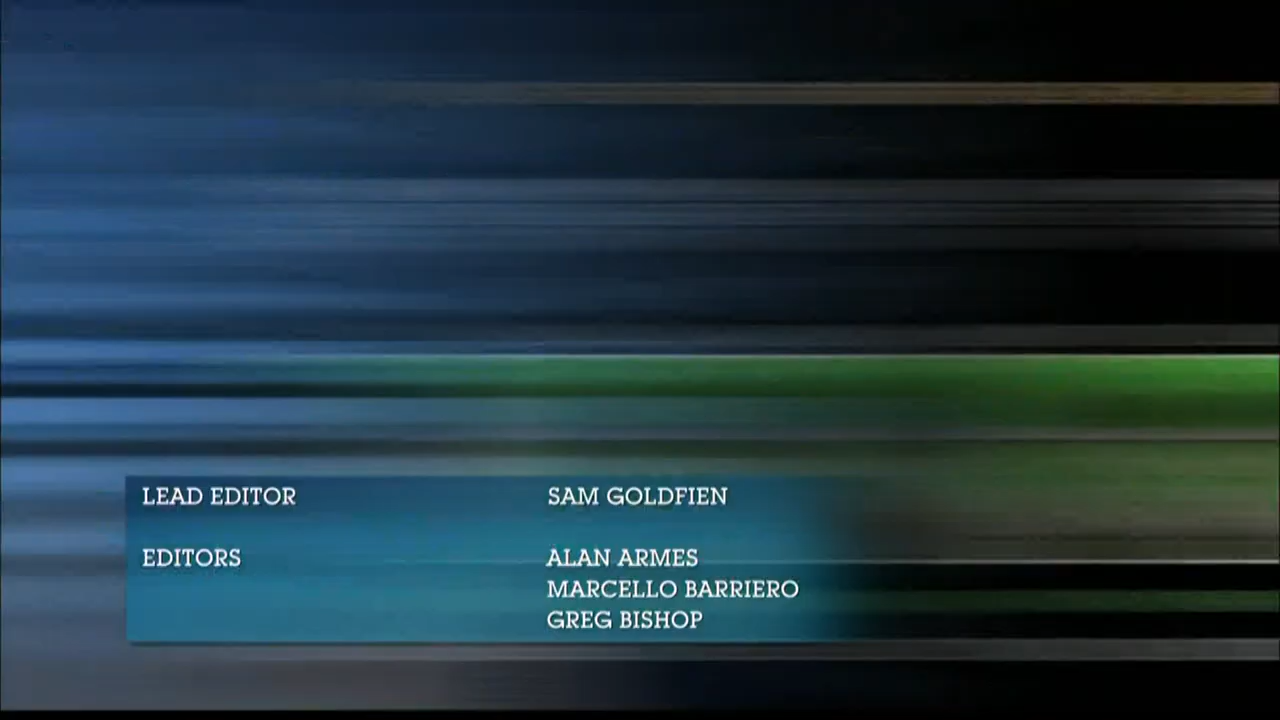 LEAD EDITOR SAM GOLDFIEN
EDITORS ALAN ARMES
MARCELLO BARRIERO
GREG BISHOP